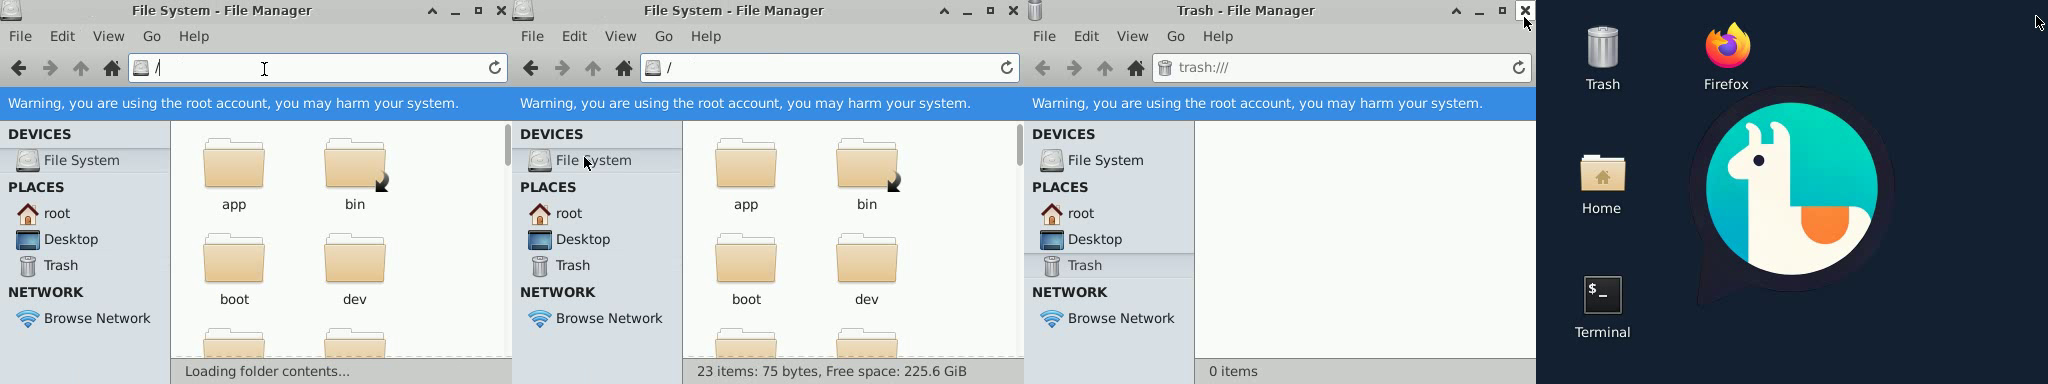 File System - File Manager
File Edit View Go Help
/
Warning, you are using the root account, you may harm your system.
DEVICES
File System
PLACES
root
Desktop
Trash
NETWORK
Browse Network
app
bin
boot
dev
Loading folder contents...
File System - File Manager
File Edit View Go Help
/
Warning, you are using the root account, you may harm your system.
DEVICES
File System
PLACES
root
Desktop
Trash
NETWORK
Browse Network
app
bin
boot
dev
23 items: 75 bytes, Free space: 225.6 GiB
Trash - File Manager
File Edit View Go Help
trash:///
Warning, you are using the root account, you may harm your system.
DEVICES
File System
PLACES
root
Desktop
Trash
NETWORK
Browse Network
0 items
Trash
Firefox
Home
$_
Terminal